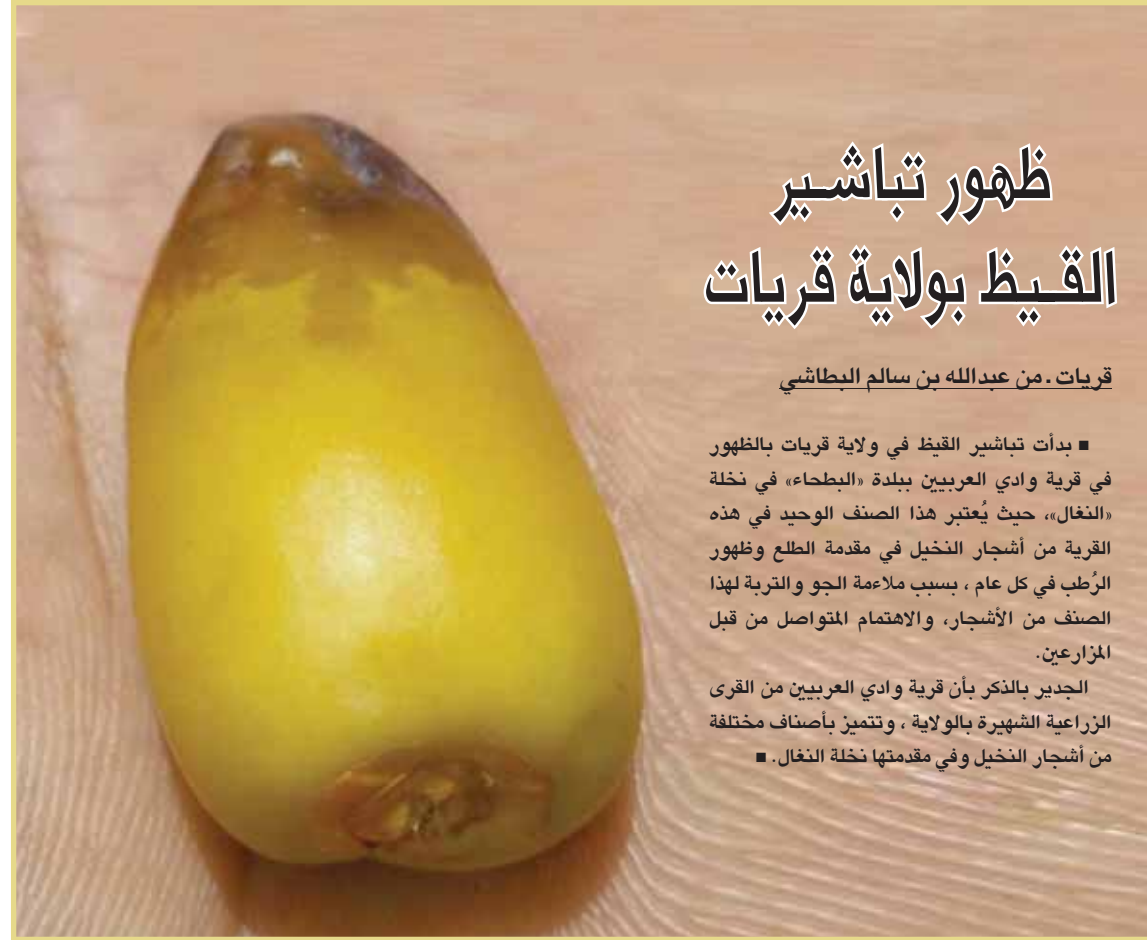 ظهور تباشير
القيظ بولاية قريات
قريات . من عبدالله بن سالم البطاشي
■ بدأت تباشير القيظ في ولاية قريات بالظهور
في قرية وادي العربيين ببلدة «البطحاء» في نخلة
«النغال»، حيث يُعتبر هذا الصنف الوحيد في هذه
القرية من أشجار النخيل في مقدمة الطلع وظهور
الرُطب في كل عام ، بسبب ملاءمة الجو والتربة لهذا
الصنف من الأشجار، والاهتمام المتواصل من قبل
المزارعين.
الجدير بالذكر بأن قرية وادي العربيين من القرى
الزراعية الشهيرة بالولاية ، وتتميز بأصناف مختلفة
من أشجار النخيل وفي مقدمتها نخلة النغال. ■